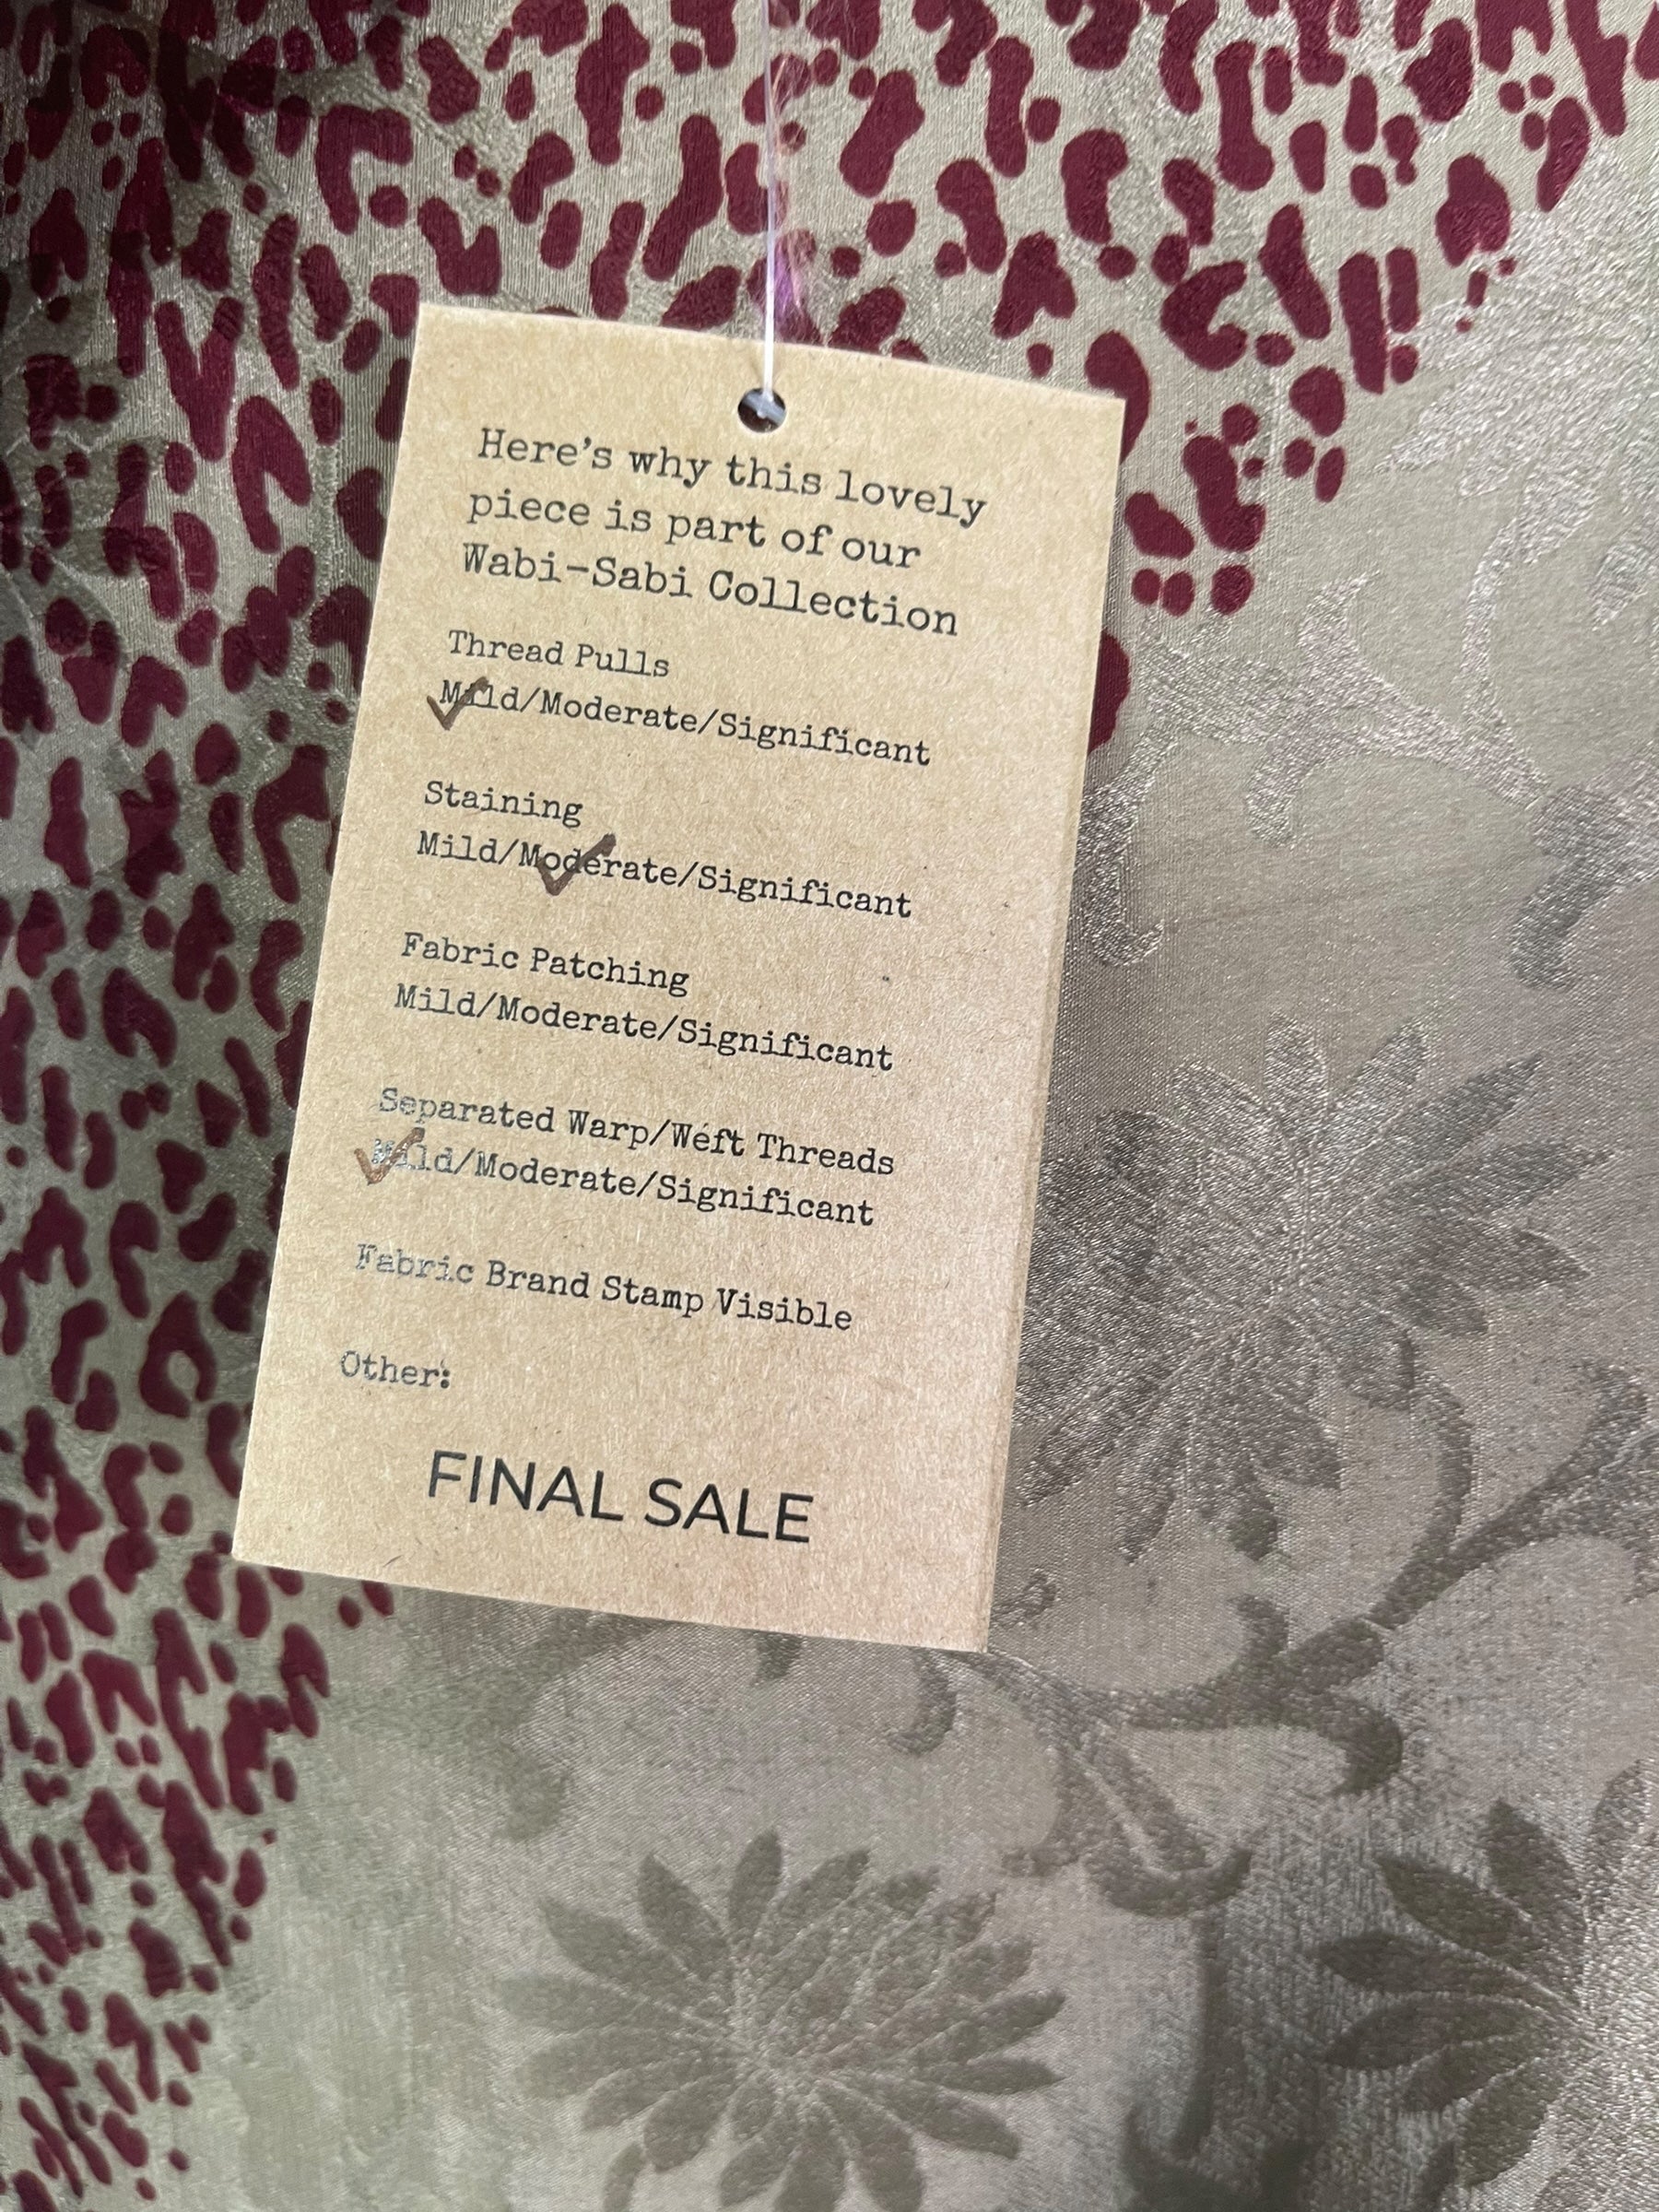 Here's why this lovely
piece is part of our
Wabi-Sabi Collection
Thread Pulls
Mild/Moderate/Significant
Staining
Mild/Moderate/Significant
Fabric Patching
Mild/Moderate/Significant
Separated Warp/Weft Threads
Mild/Moderate/Significant
Fabric Brand Stamp Visible
Other:
FINAL SALE